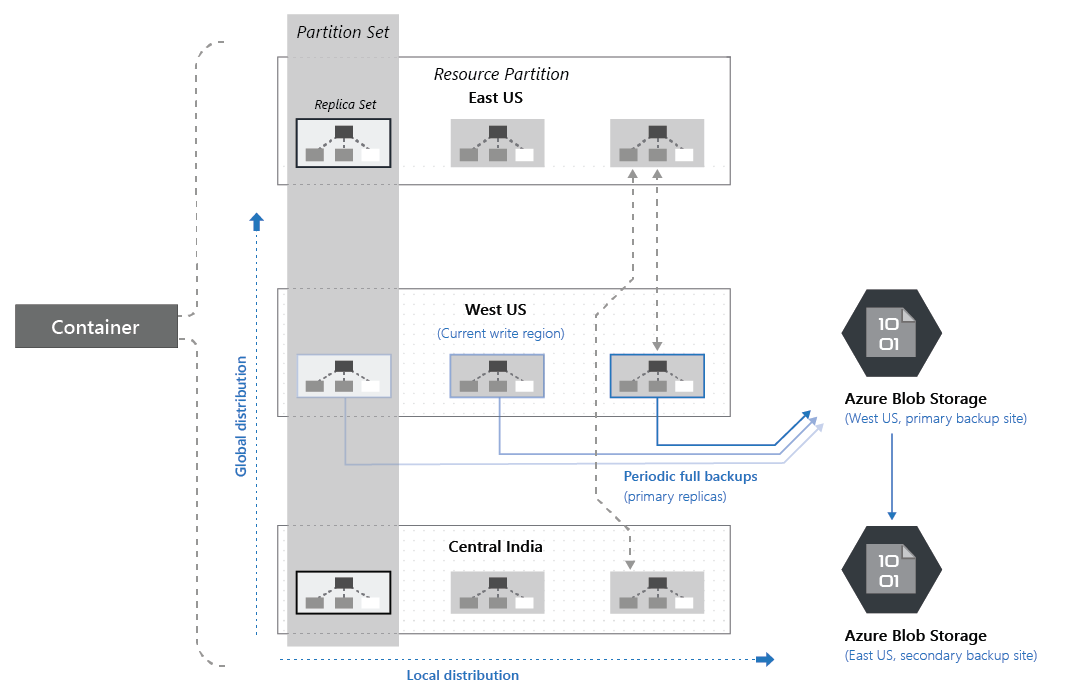 Partition Set
Resource Partition
East US
Replica Set
Container
Global distribution
West US
(Current write region)
10
01
Azure Blob Storage
(West US, primary backup site)
Periodic full backups
(primary replicas)
Central India
10
01
Azure Blob Storage
(East US, secondary backup site)
Local distribution